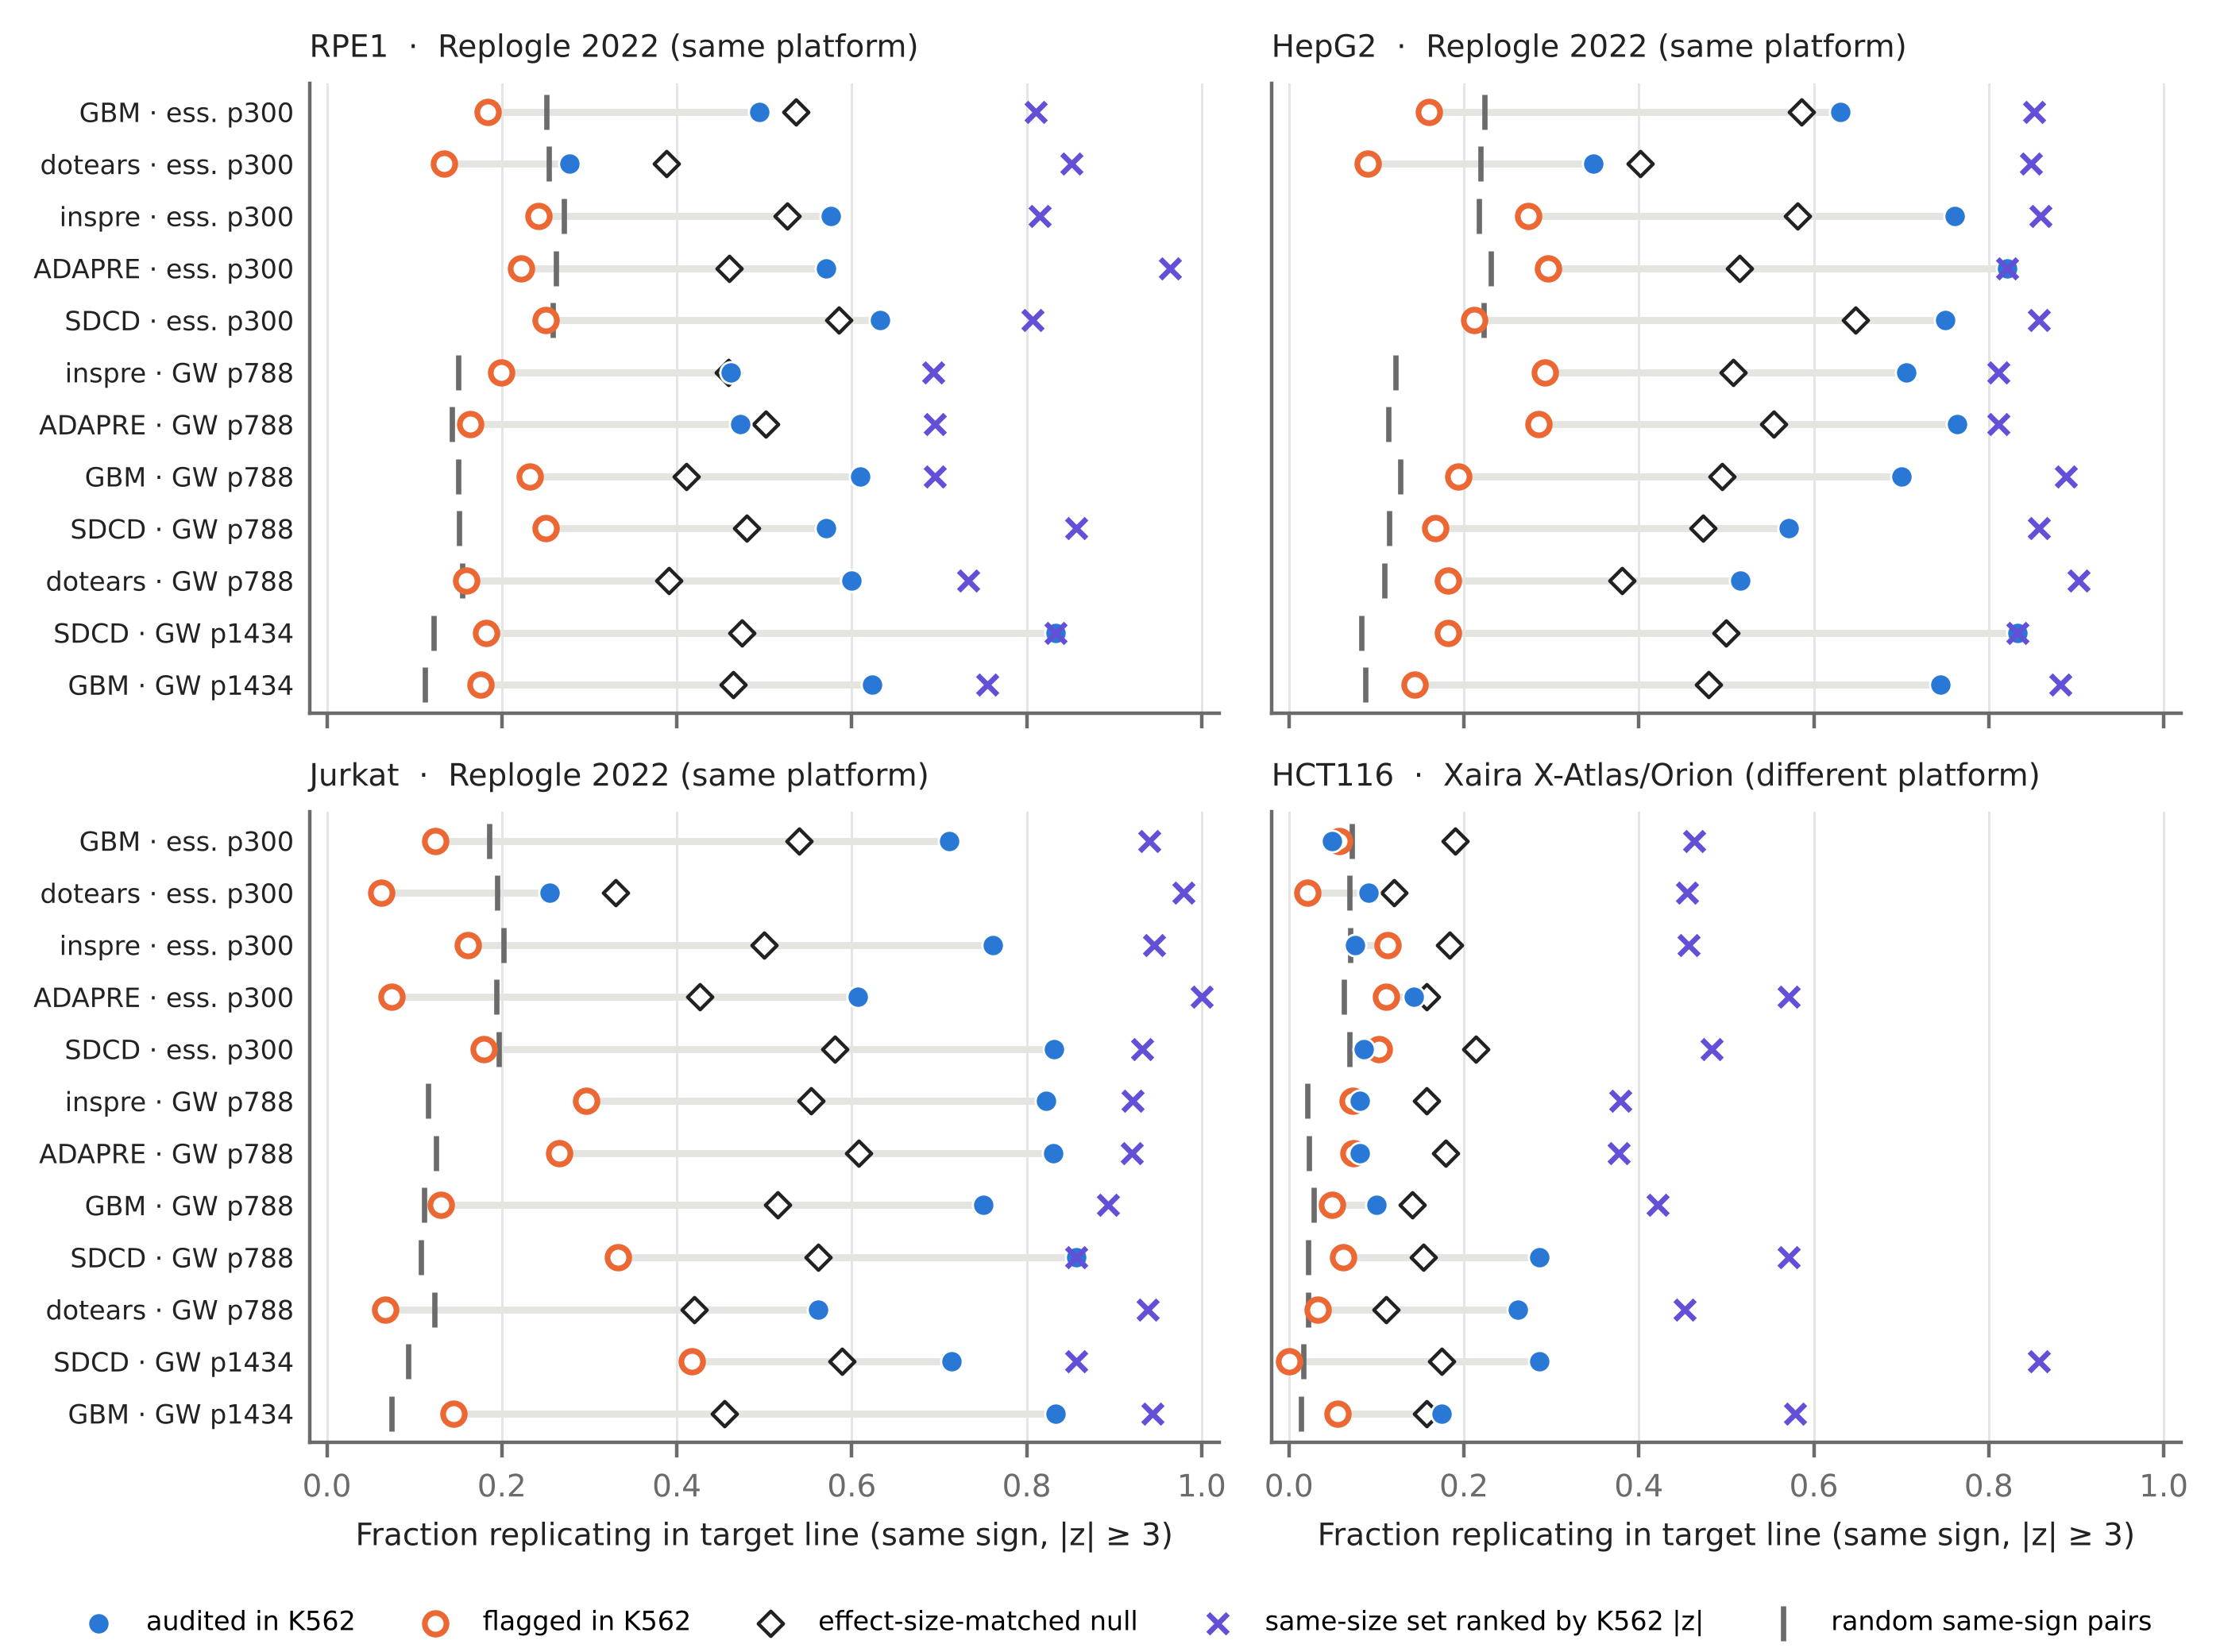 RPE1 · Replogle 2022 (same platform)
HepG2 · Replogle 2022 (same platform)
GBM · ess. p300
dotears · ess. p300
inspre · ess. p300
ADAPRE · ess. p300
SDCD · ess. p300
inspre · GW p788
ADAPRE · GW p788
GBM · GW p788
SDCD · GW p788
dotears · GW p788
SDCD · GW p1434
GBM · GW p1434
Jurkat · Replogle 2022 (same platform)
HCT116 · Xaira X-Atlas/Orion (different platform)
GBM · ess. p300
dotears · ess. p300
inspre · ess. p300
ADAPRE · ess. p300
SDCD · ess. p300
inspre · GW p788
ADAPRE · GW p788
GBM · GW p788
SDCD · GW p788
dotears · GW p788
SDCD · GW p1434
GBM · GW p1434
0.0 0.2 0.4 0.6 0.8 1.0
0.0 0.2 0.4 0.6 0.8 1.0
Fraction replicating in target line (same sign, |z| ≥ 3)
Fraction replicating in target line (same sign, |z| ≥ 3)
audited in K562
flagged in K562
effect-size-matched null
same-size set ranked by K562 |z|
random same-sign pairs